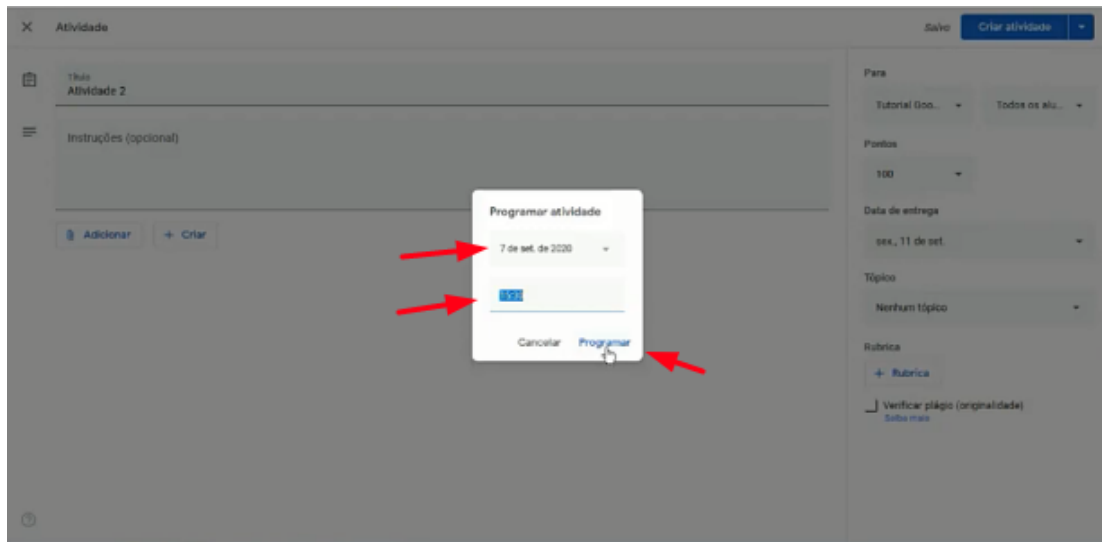 Atividade
Salvo
Criar atividade
Título
Atividade 2
Instruções (opcional)
Adicionar
+ Criar
Programar atividade
7 de set. de 2020
Cancelar
Programar
Para
Tutorial Goo...
Todos os alu...
Pontos
100
Data de entrega
sex., 11 de set.
Tópico
Nenhum tópico
Rubrica
+ Rubrica
Verificar plágio (originalidade)
Saiba mais